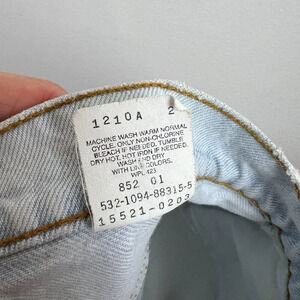 1210A 2
MACHINE WASH WARM NORMAL
CYCLE. ONLY NON-CHLORINE
BLEACH IF NEEDED. TUMBLE
DRY HOT. HOT IRON IF NEEDED.
WASH AND DRY
WITH LIKE COLORS.
WPL 423
852 01
532-1094-88315-5
15521-0203